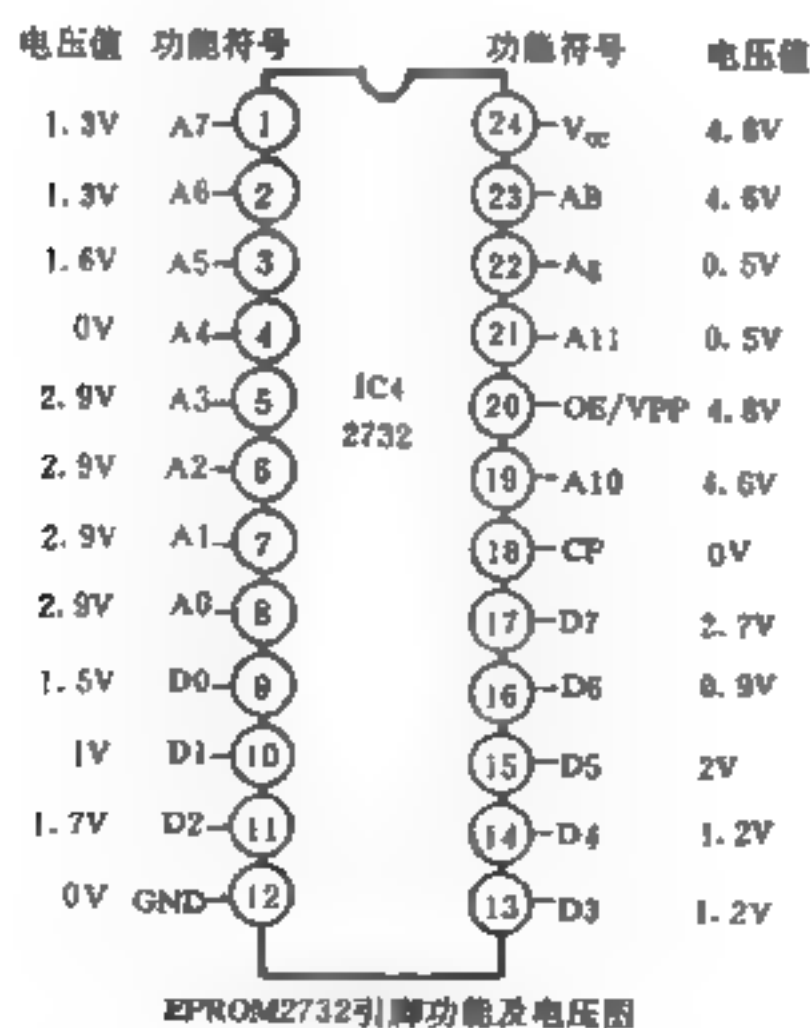 电压值 功能符号 功能符号 电压值
1.3V A7 1 24 Vcc 4.8V
1.3V A6 2 23 AB 4.6V
1.6V A5 3 22 A8 0.5V
0V A4 4 21 A11 0.5V
2.9V A3 5 20 OE/VPP 4.8V
2.9V A2 6 19 A10 4.6V
2.9V A1 7 18 0V
2.9V A0 8 17 D7 2.7V
1.5V D0 9 16 D6 0.9V
1V D1 10 15 D5 2V
1.7V D2 11 14 D4 1.2V
0V GND 12 13 D3 1.2V
IC4
2732
EPROM2732引脚功能及电压图